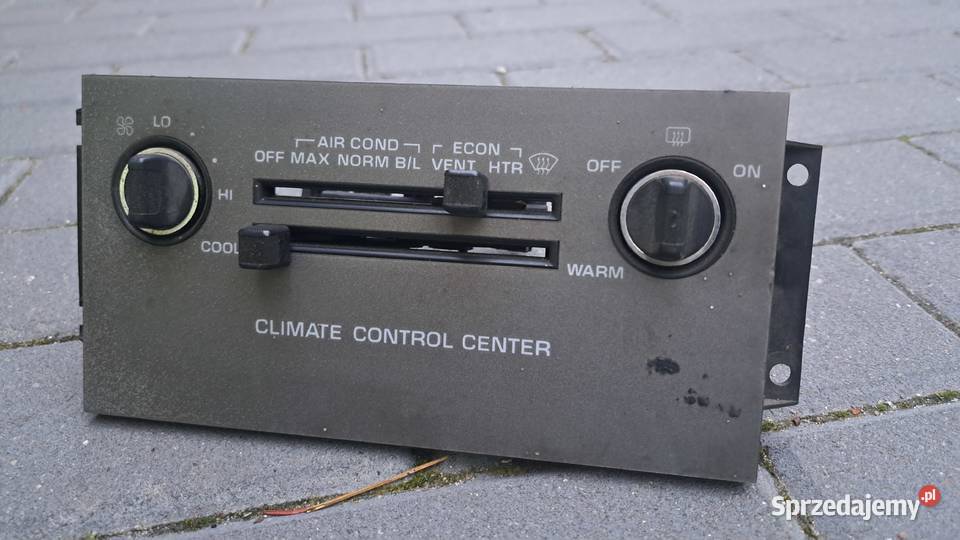 LO
HI
AIR COND ECON
OFF MAX NORM B/L VENT HTR
OFF ON
COOL
WARM
CLIMATE CONTROL CENTER
Sprzedajemy.pl